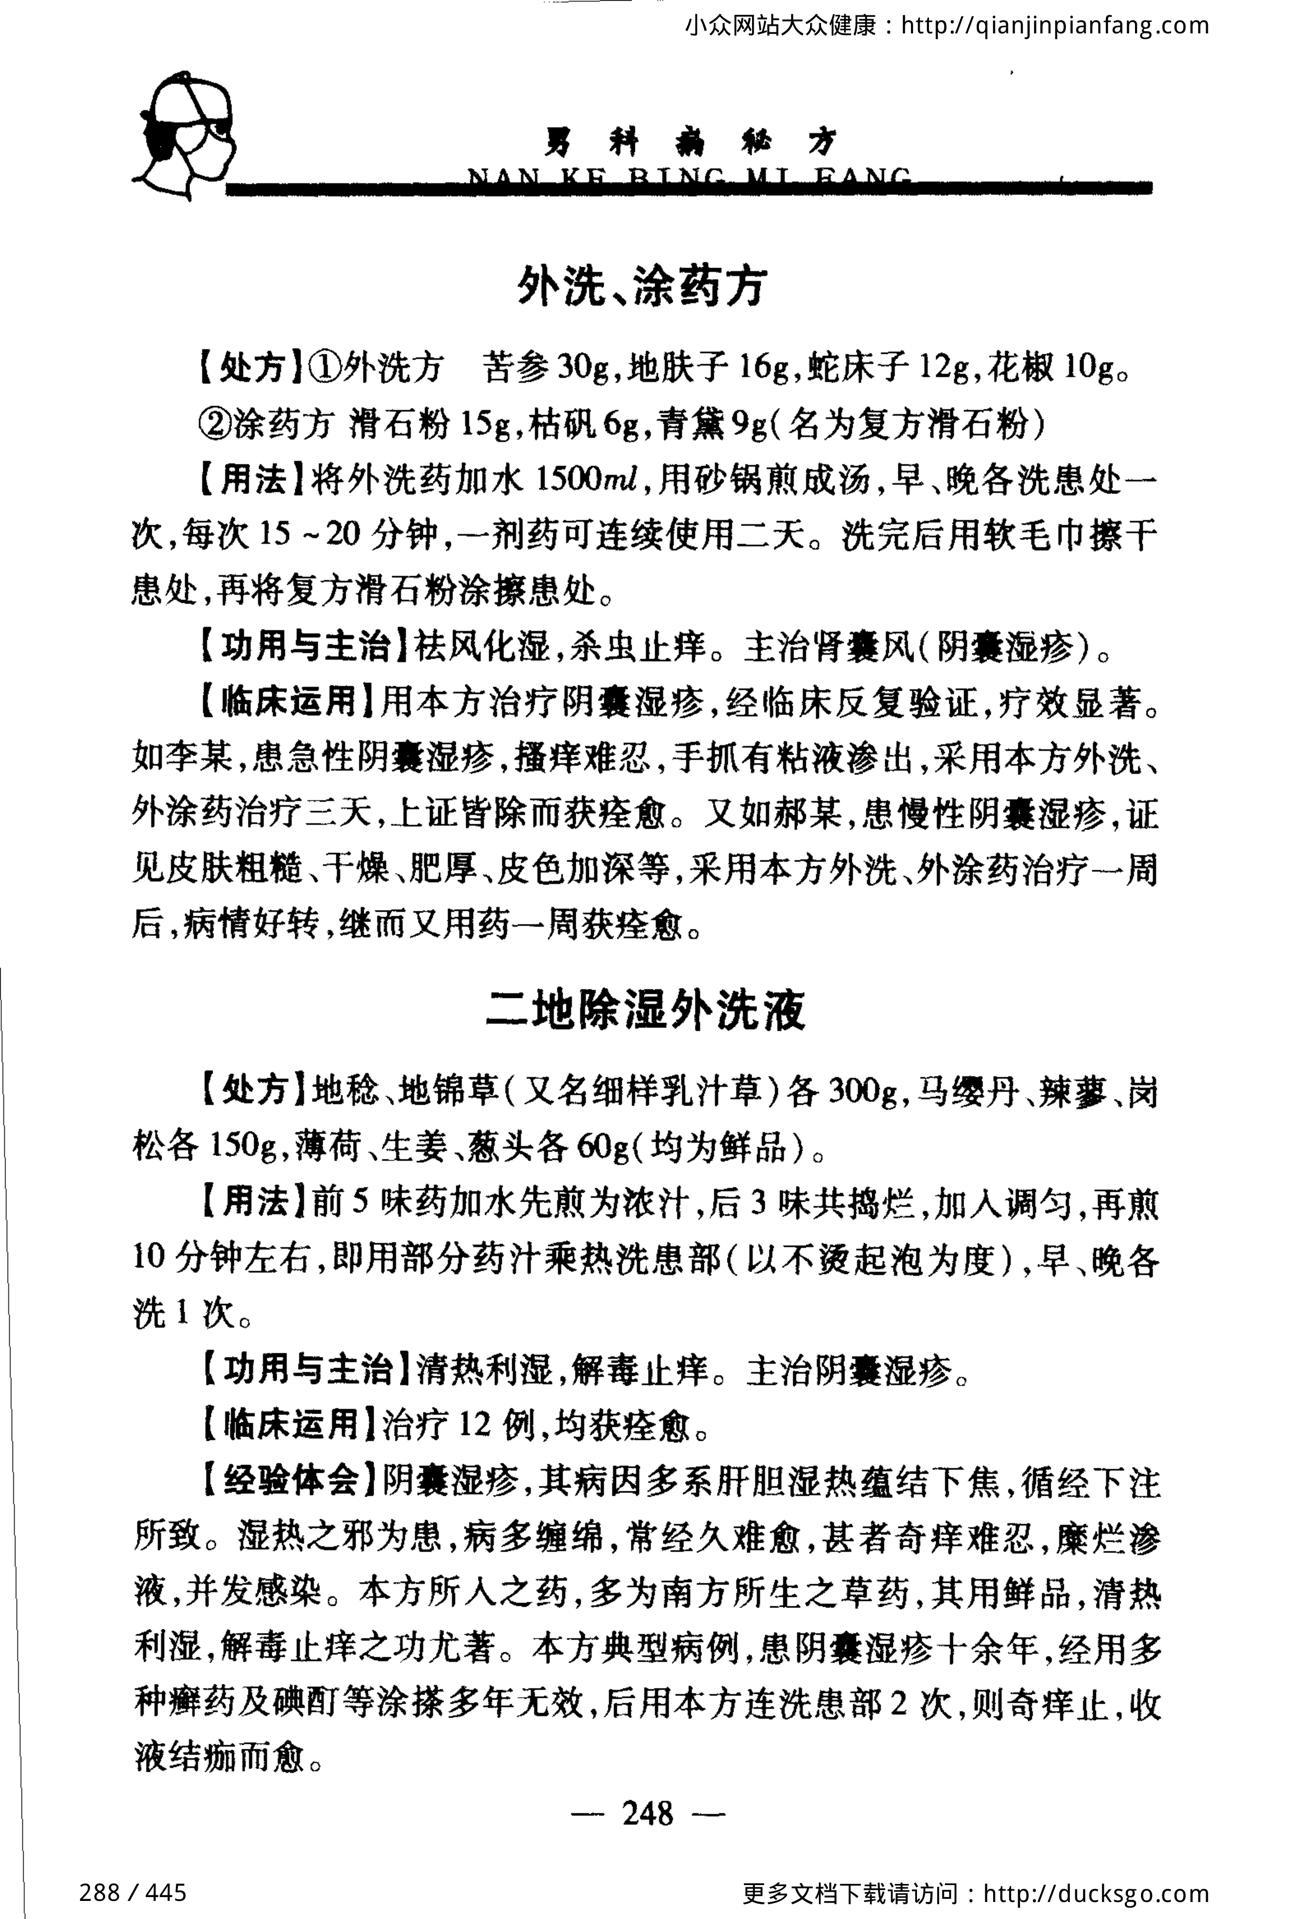 小众网站大众健康：http://qianjinpianfang.com
男科病秘方
NAN KE BING MI FANG
外洗、涂药方
【处方】①外洗方　苦参30g,地肤子16g,蛇床子12g,花椒10g。
②涂药方 滑石粉15g,枯矾6g,青黛9g(名为复方滑石粉)
【用法】将外洗药加水1500ml,用砂锅煎成汤,早、晚各洗患处一
次,每次15～20分钟,一剂药可连续使用二天。洗完后用软毛巾擦干
患处,再将复方滑石粉涂擦患处。
【功用与主治】祛风化湿,杀虫止痒。主治肾囊风(阴囊湿疹)。
【临床运用】用本方治疗阴囊湿疹,经临床反复验证,疗效显著。
如李某,患急性阴囊湿疹,搔痒难忍,手抓有粘液渗出,采用本方外洗、
外涂药治疗三天,上证皆除而获痊愈。又如郝某,患慢性阴囊湿疹,证
见皮肤粗糙、干燥、肥厚、皮色加深等,采用本方外洗、外涂药治疗一周
后,病情好转,继而又用药一周获痊愈。
二地除湿外洗液
【处方】地稔、地锦草(又名细样乳汁草)各300g,马缨丹、辣蓼、岗
松各150g,薄荷、生姜、葱头各60g(均为鲜品)。
【用法】前5味药加水先煎为浓汁,后3味共捣烂,加入调匀,再煎
10分钟左右,即用部分药汁乘热洗患部(以不烫起泡为度),早、晚各
洗1次。
【功用与主治】清热利湿,解毒止痒。主治阴囊湿疹。
【临床运用】治疗12例,均获痊愈。
【经验体会】阴囊湿疹,其病因多系肝胆湿热蕴结下焦,循经下注
所致。湿热之邪为患,病多缠绵,常经久难愈,甚者奇痒难忍,糜烂渗
液,并发感染。本方所入之药,多为南方所生之草药,其用鲜品,清热
利湿,解毒止痒之功尤著。本方典型病例,患阴囊湿疹十余年,经用多
种癣药及碘酊等涂搽多年无效,后用本方连洗患部2次,则奇痒止,收
液结痂而愈。
— 248 —
288 / 445
更多文档下载请访问：http://ducksgo.com